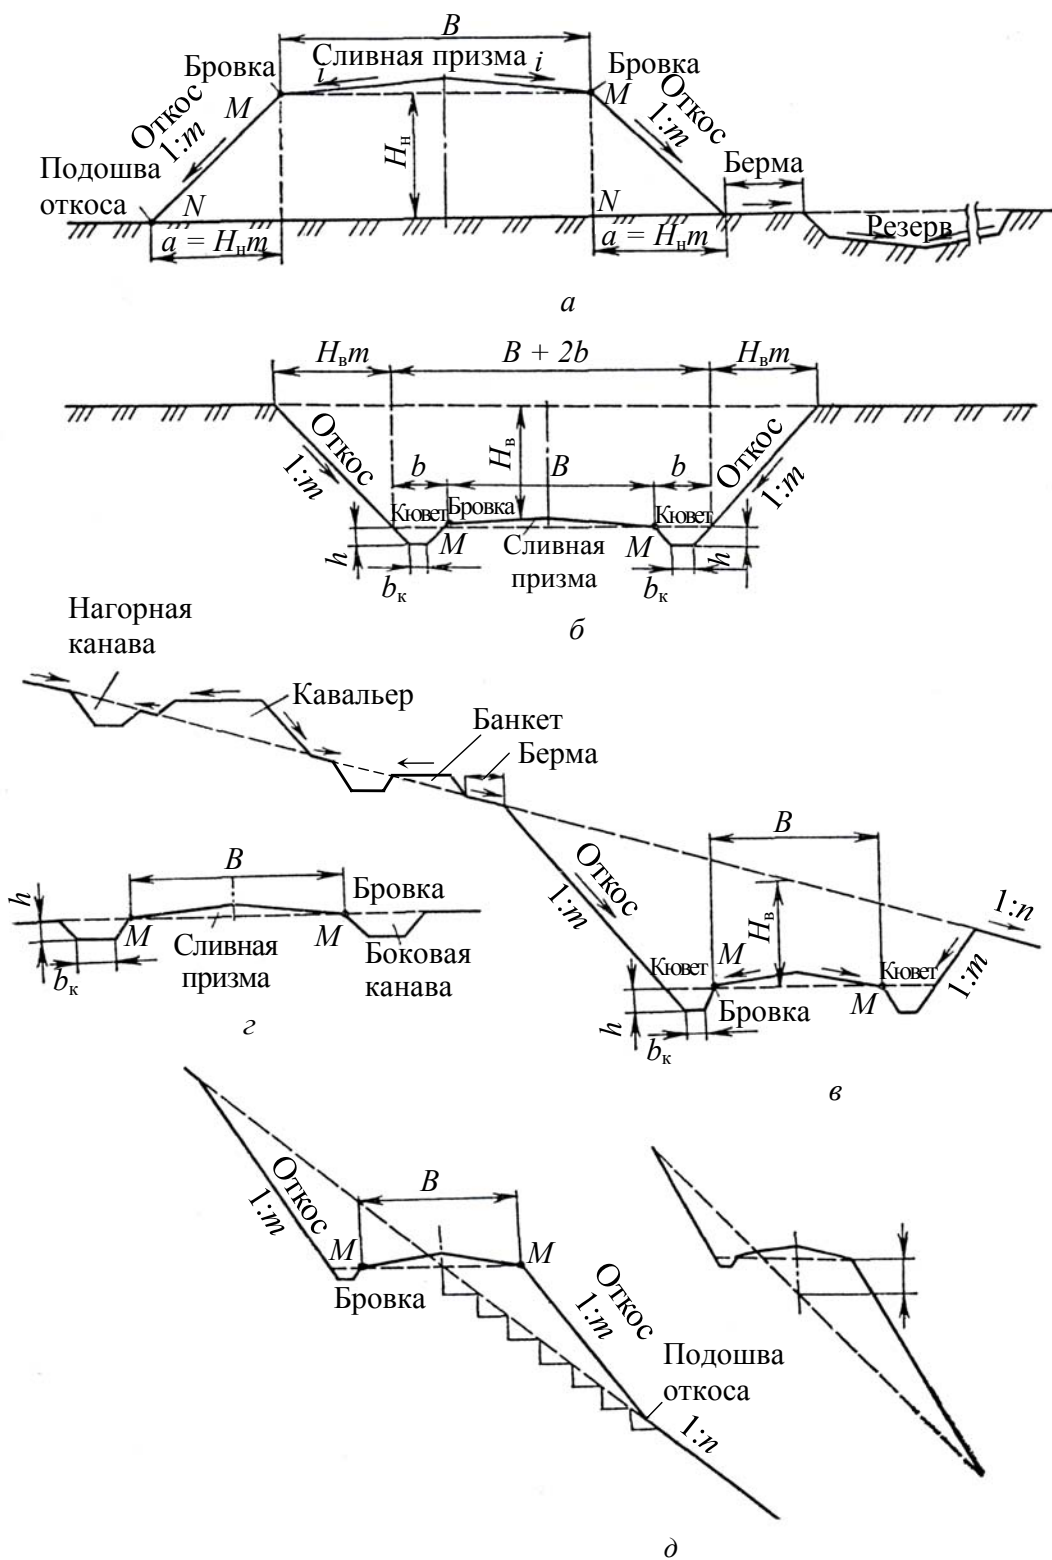 B
Сливная призма
Бровка
i
i
Бровка
M
M
Откос
1:m
Откос
1:m
Hн
Берма
Подошва
откоса
N
N
Резерв
a = Hнm
a = Hнm
а
Hвm
B + 2b
Hвm
Откос
1:m
Hв
Откос
1:m
b
B
b
Кювет
Бровка
Кювет
h
M
Сливная
призма
M
h
bк
bк
б
Нагорная
канава
Кавальер
Банкет
Берма
B
Откос
1:m
Hв
1:n
B
h
Бровка
M
Сливная
призма
M
Боковая
канава
bк
г
Кювет
M
Кювет
1:m
h
Бровка
M
bк
в
Откос
1:m
B
M
M
Бровка
Откос
1:m
Подошва
откоса
1:n
д